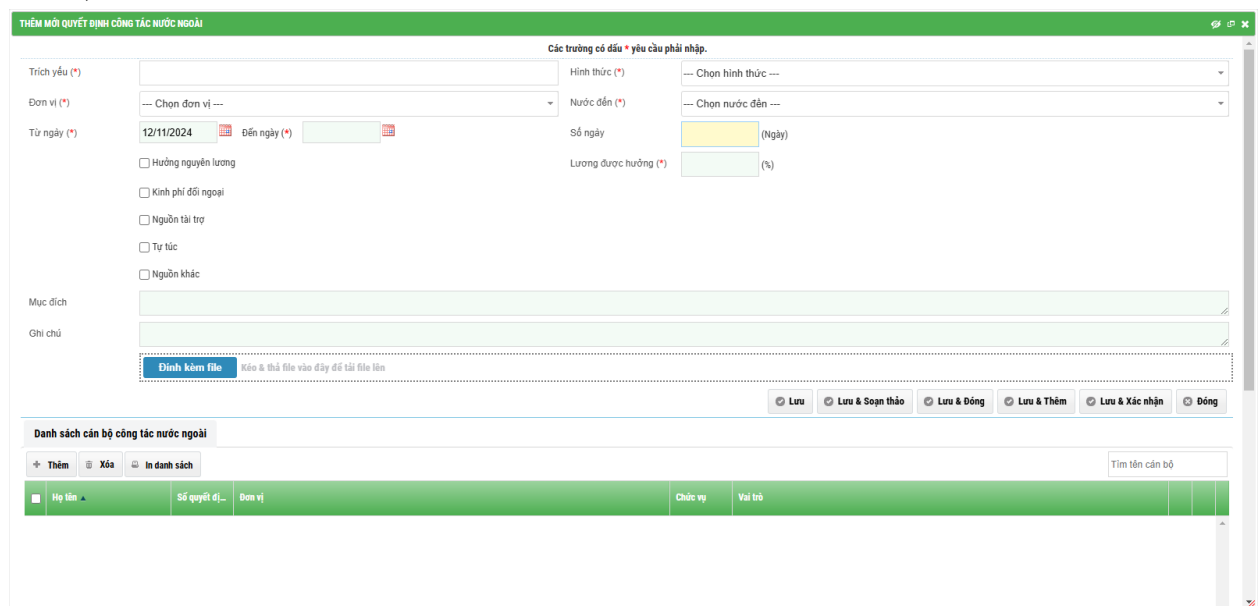 THÊM MỚI QUYẾT ĐỊNH CÔNG TÁC NƯỚC NGOÀI
Các trường có dấu * yêu cầu phải nhập.
Trích yếu (*)
Hình thức (*) --- Chọn hình thức ---
Đơn vị (*) --- Chọn đơn vị ---
Nước đến (*) --- Chọn nước đến ---
Từ ngày (*) 12/11/2024 Đến ngày (*)
Số ngày (Ngày)
Hưởng nguyên lương
Lương được hưởng (*) (%)
Kinh phí đối ngoại
Nguồn tài trợ
Tự túc
Nguồn khác
Mục đích
Ghi chú
Đính kèm file Kéo & thả file vào đây để tải file lên
Lưu Lưu & Soạn thảo Lưu & Đóng Lưu & Thêm Lưu & Xác nhận Đóng
Danh sách cán bộ công tác nước ngoài
Thêm Xóa In danh sách Tìm tên cán bộ
Họ tên Số quyết dị... Đơn vị Chức vụ Vai trò